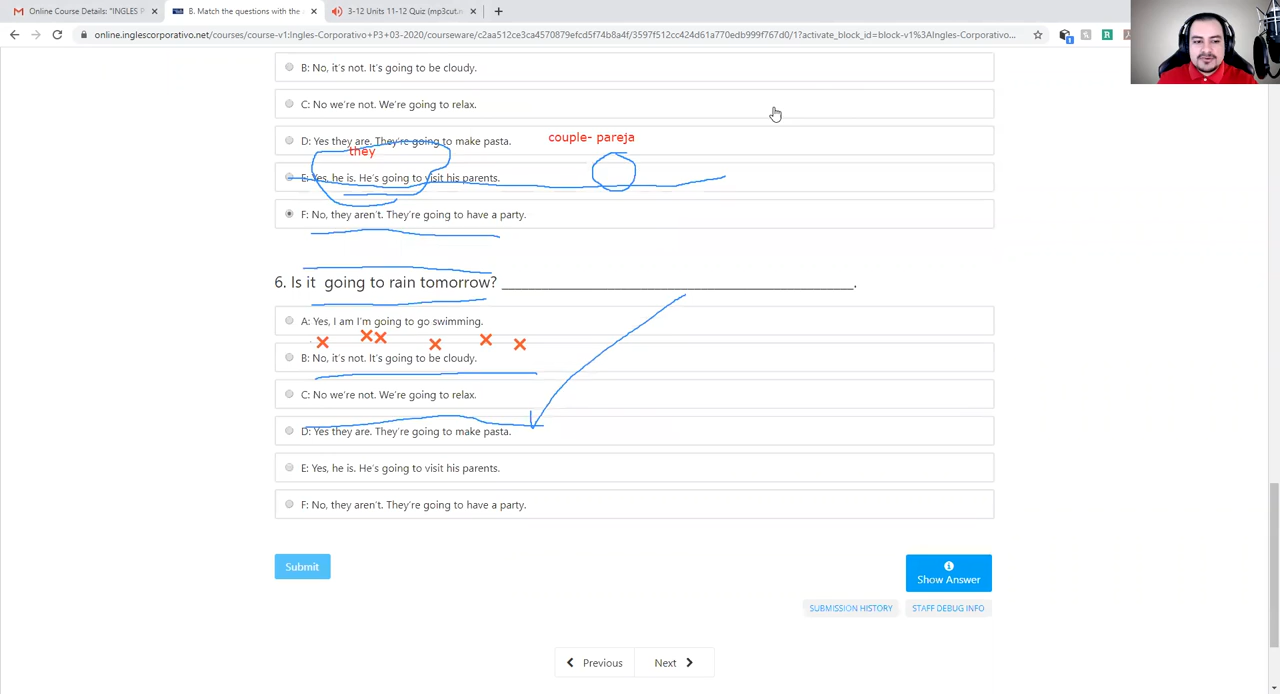 Online Course Details: "INGLES P
B. Match the questions with the
3-12 Units 11-12 Quiz (mp3cut.n
online.inglescorporativo.net/courses/course-v1:Ingles-Corporativo+P3+03-2020/courseware/c2aa512ce3ca4570879efcd5f74b8a4f/3597f512cc424d61a770edb999f767d0/1?activate_block_id=block-v1%3AIngles-Corporativo...
B: No, it's not. It's going to be cloudy.
C: No we're not. We're going to relax.
D: Yes they are. They're going to make pasta.
couple- pareja
they
E: Yes, he is. He's going to visit his parents.
F: No, they aren't. They're going to have a party.
6. Is it going to rain tomorrow? ______________________________________________.
A: Yes, I am I'm going to go swimming.
B: No, it's not. It's going to be cloudy.
C: No we're not. We're going to relax.
D: Yes they are. They're going to make pasta.
E: Yes, he is. He's going to visit his parents.
F: No, they aren't. They're going to have a party.
Submit
Show Answer
SUBMISSION HISTORY
STAFF DEBUG INFO
Previous
Next